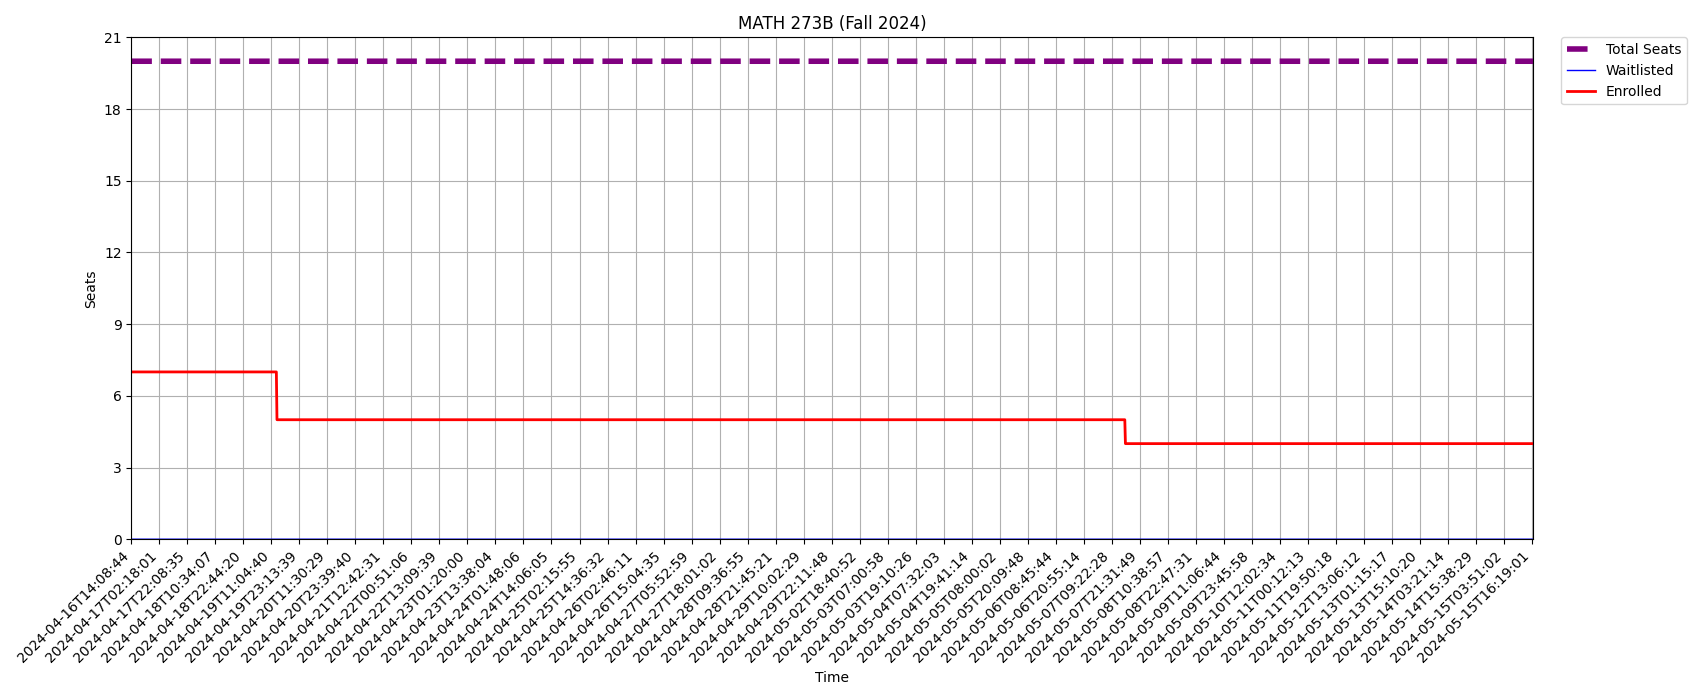 MATH 273B (Fall 2024)
Total Seats
Waitlisted
Enrolled
21
18
15
12
9
6
3
0
Seats
2024-04-16T14:08:44
2024-04-17T02:18:01
2024-04-17T22:08:35
2024-04-18T10:34:07
2024-04-18T22:44:20
2024-04-19T11:04:40
2024-04-19T23:13:39
2024-04-20T11:30:29
2024-04-20T23:39:40
2024-04-21T12:42:31
2024-04-22T00:51:06
2024-04-22T13:09:39
2024-04-23T01:20:00
2024-04-23T13:38:04
2024-04-24T01:48:06
2024-04-24T14:06:05
2024-04-25T02:15:55
2024-04-25T14:36:32
2024-04-26T02:46:11
2024-04-26T15:04:35
2024-04-27T05:52:59
2024-04-27T18:01:02
2024-04-28T09:36:55
2024-04-28T21:45:21
2024-04-29T10:02:29
2024-04-29T22:11:48
2024-05-02T18:40:52
2024-05-03T07:00:58
2024-05-03T19:10:26
2024-05-04T07:32:03
2024-05-04T19:41:14
2024-05-05T08:00:02
2024-05-05T20:09:48
2024-05-06T08:45:44
2024-05-06T20:55:14
2024-05-07T09:22:28
2024-05-07T21:31:49
2024-05-08T10:38:57
2024-05-08T22:47:31
2024-05-09T11:06:44
2024-05-09T23:45:58
2024-05-10T12:02:34
2024-05-11T00:12:13
2024-05-11T19:50:18
2024-05-12T13:06:12
2024-05-13T01:15:17
2024-05-13T15:10:20
2024-05-14T03:21:14
2024-05-14T15:38:29
2024-05-15T03:51:02
2024-05-15T16:19:01
Time